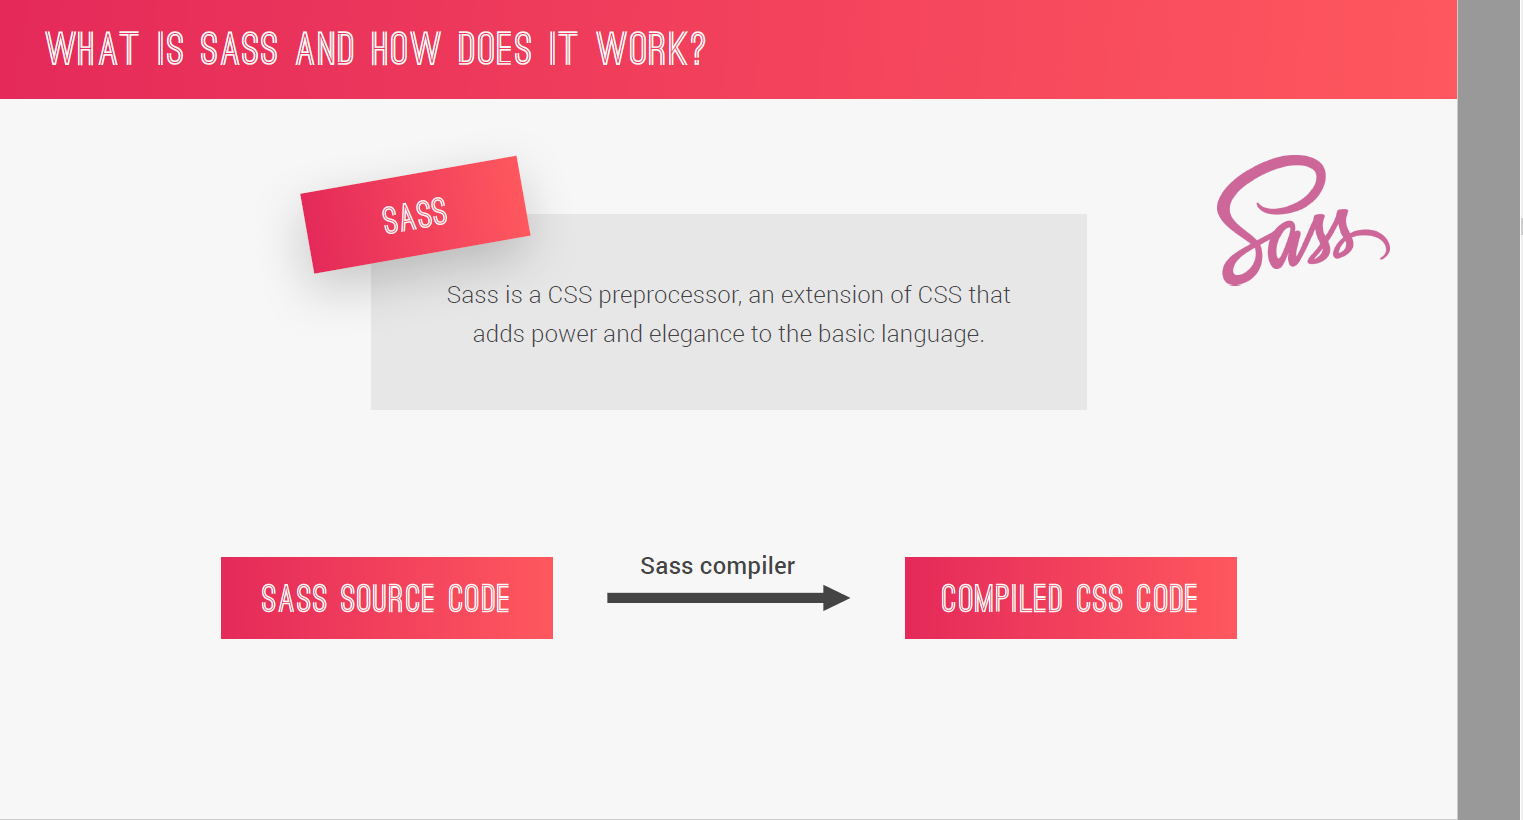 WHAT IS SASS AND HOW DOES IT WORK?
SASS
Sass
Sass is a CSS preprocessor, an extension of CSS that
adds power and elegance to the basic language.
Sass compiler
SASS SOURCE CODE
COMPILED CSS CODE